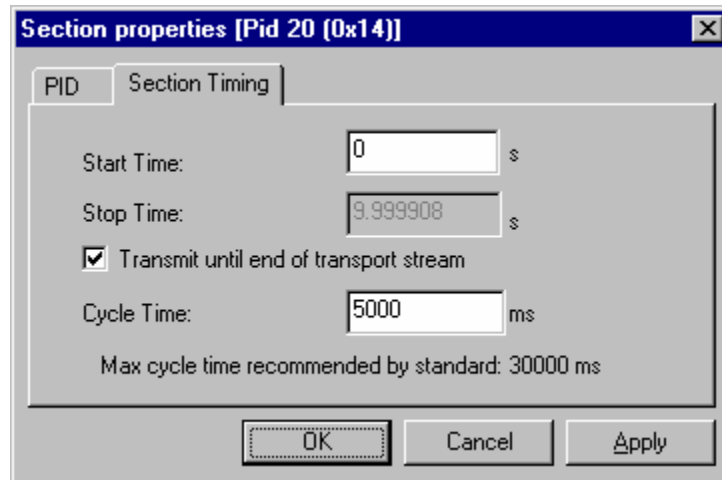 Section properties [Pid 20 (0x14)]
PID Section Timing
Start Time: 0 s
Stop Time: 9.999908 s
Transmit until end of transport stream
Cycle Time: 5000 ms
Max cycle time recommended by standard: 30000 ms
OK Cancel Apply